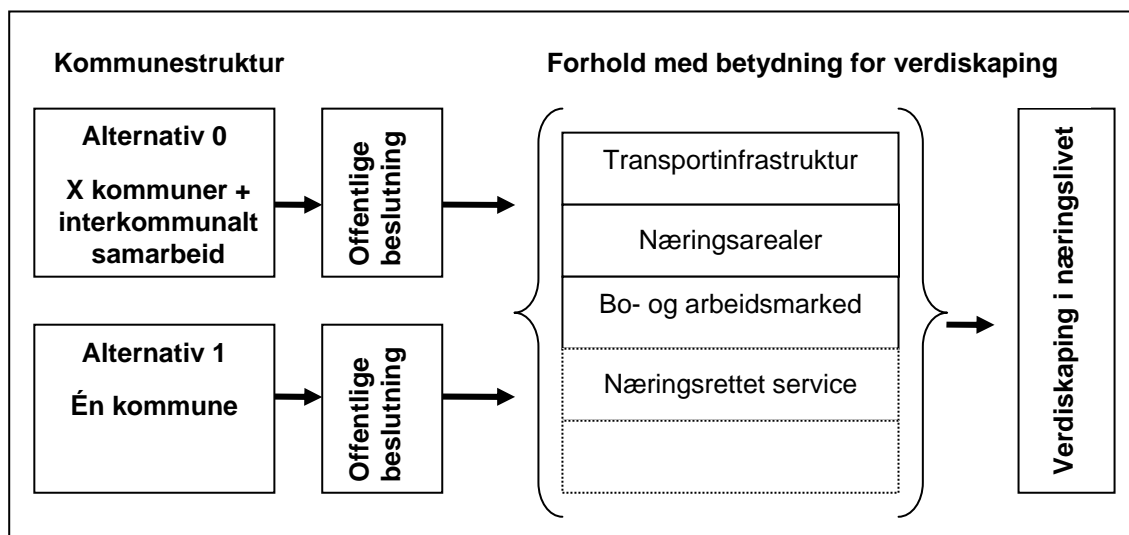 Kommunestruktur
Forhold med betydning for verdiskaping
Alternativ 0
X kommuner +
interkommunalt
samarbeid
Offentlige
beslutning
Transportinfrastruktur
Næringsarealer
Bo- og arbeidsmarked
Næringsrettet service
Verdiskaping i næringslivet
Alternativ 1
Én kommune
Offentlige
beslutning